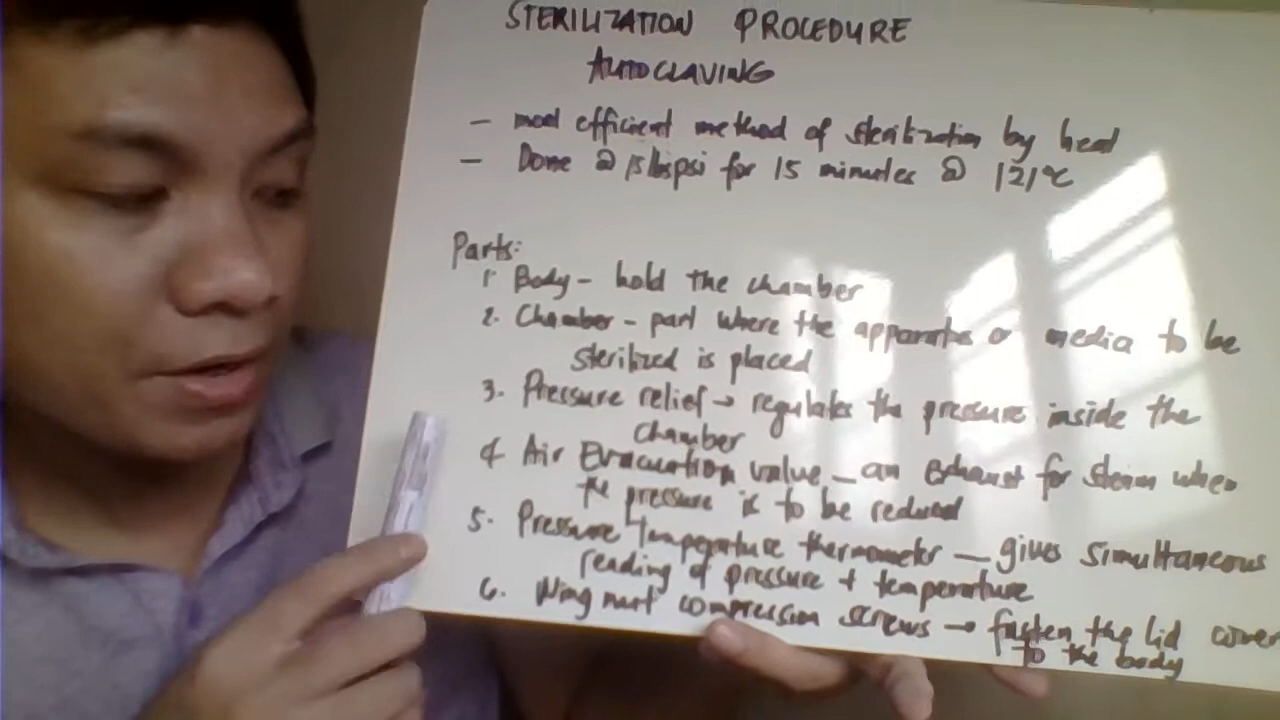 STERILIZATION PROCEDURE
AUTOCLAVING
- most efficient method of sterilization by heat
- Done @ 15 lbpsi for 15 minutes @ 121°C
Parts:
1. Body - hold the chamber
2. Chamber - part where the apparatus or media to be
sterilized is placed
3. Pressure relief → regulates the pressure inside the
chamber
4 Air Evacuation valve - an Exhaust for steam when
the pressure is to be reduced
5. Pressure Temperature thermometer - gives simultaneous
reading of pressure + temperature
6. Wing nut compression screws → fasten the lid cover
to the body